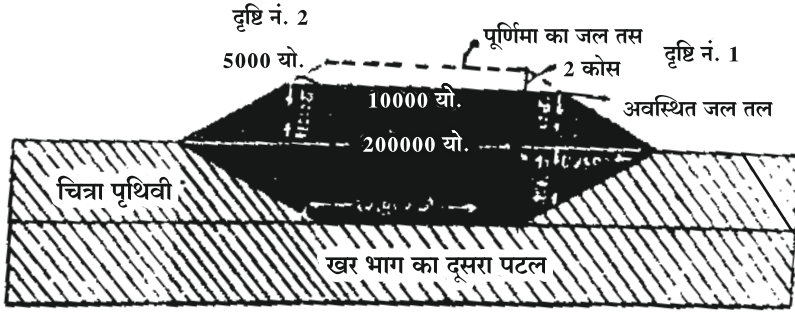 दृष्टि नं. 2
5000 यो.
पूर्णिमा का जल तस
2 कोस
दृष्टि नं. 1
10000 यो.
अवस्थित जल तल
200000 यो.
चित्रा पृथिवी
खर भाग का दूसरा पटल